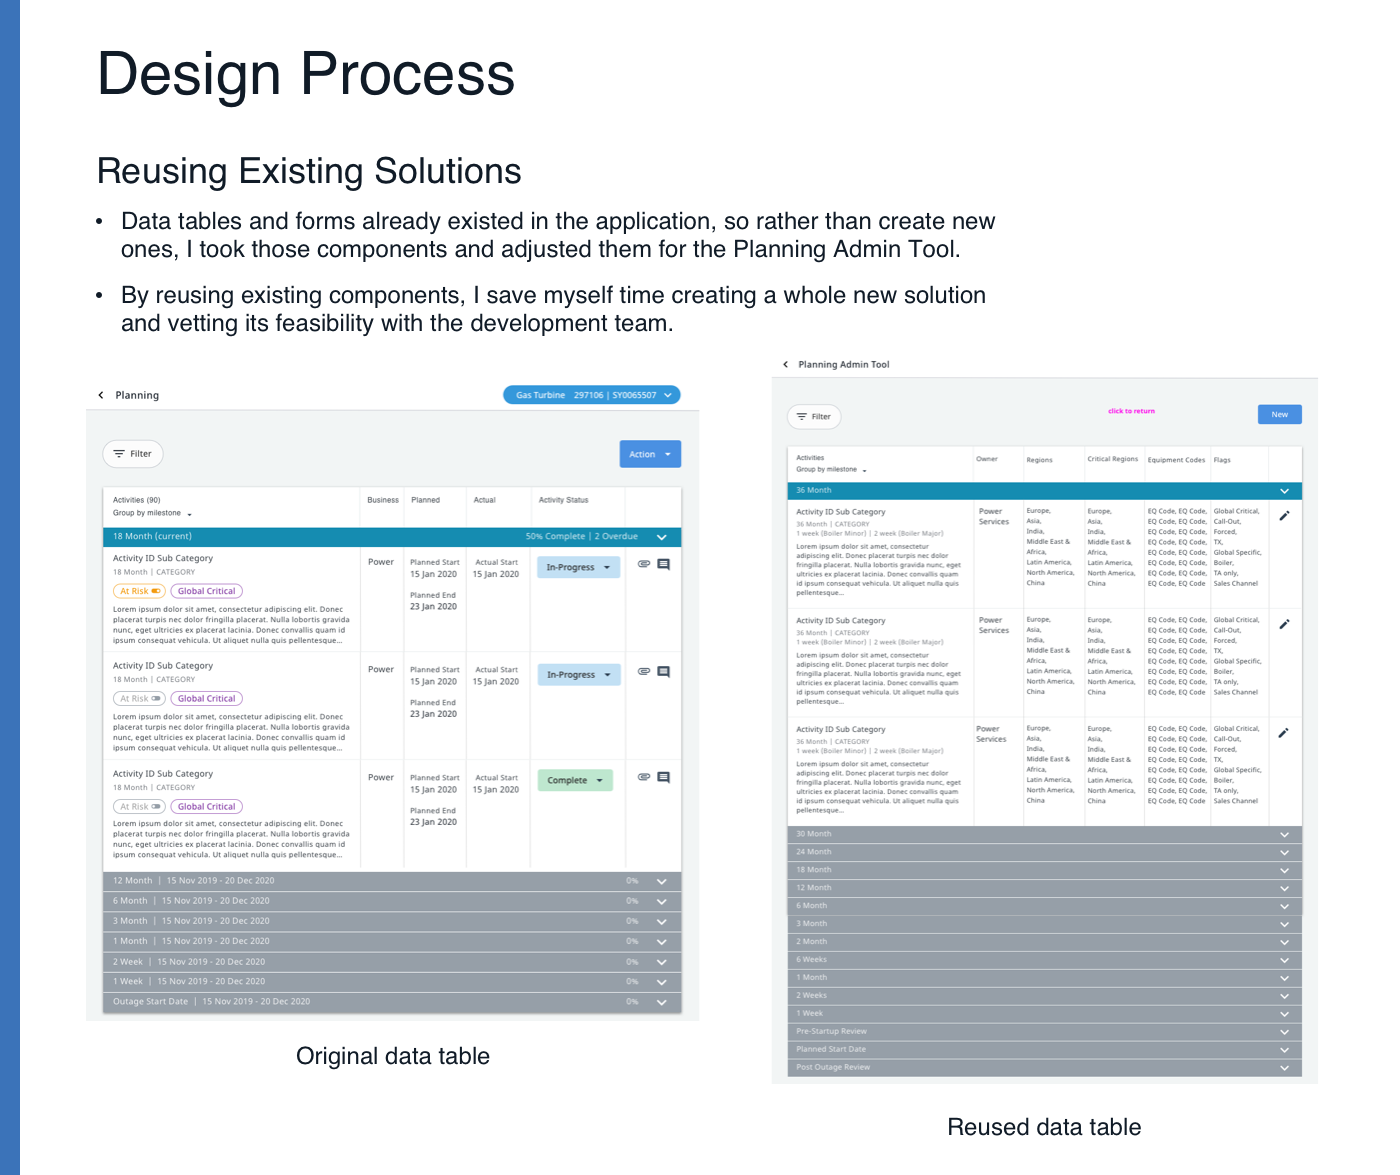 Design Process
Reusing Existing Solutions
• Data tables and forms already existed in the application, so rather than create new
ones, I took those components and adjusted them for the Planning Admin Tool.
• By reusing existing components, I save myself time creating a whole new solution
and vetting its feasibility with the development team.
Planning
Gas Turbine 297106 | SY0065507
Filter
Action
Activities (90)
Group by milestone
Business
Planned
Actual
Activity Status
18 Month (current)
50% Complete | 2 Overdue
Activity ID Sub Category
18 Month | CATEGORY
At Risk
Global Critical
Lorem ipsum dolor sit amet, consectetur adipiscing elit. Donec
placerat turpis nec dolor fringilla placerat. Nulla lobortis gravida
nunc, eget ultricies ex placerat lacinia. Donec convallis quam id
ipsum consequat vehicula. Ut aliquet nulla quis pellentesque...
Power
Planned Start
15 Jan 2020
Planned End
23 Jan 2020
Actual Start
15 Jan 2020
In-Progress
Activity ID Sub Category
18 Month | CATEGORY
At Risk
Global Critical
Lorem ipsum dolor sit amet, consectetur adipiscing elit. Donec
placerat turpis nec dolor fringilla placerat. Nulla lobortis gravida
nunc, eget ultricies ex placerat lacinia. Donec convallis quam id
ipsum consequat vehicula. Ut aliquet nulla quis pellentesque...
Power
Planned Start
15 Jan 2020
Planned End
23 Jan 2020
Actual Start
15 Jan 2020
In-Progress
Activity ID Sub Category
18 Month | CATEGORY
At Risk
Global Critical
Lorem ipsum dolor sit amet, consectetur adipiscing elit. Donec
placerat turpis nec dolor fringilla placerat. Nulla lobortis gravida
nunc, eget ultricies ex placerat lacinia. Donec convallis quam id
ipsum consequat vehicula. Ut aliquet nulla quis pellentesque...
Power
Planned Start
15 Jan 2020
Planned End
23 Jan 2020
Actual Start
15 Jan 2020
Complete
12 Month | 15 Nov 2019 - 20 Dec 2020 0%
6 Month | 15 Nov 2019 - 20 Dec 2020 0%
3 Month | 15 Nov 2019 - 20 Dec 2020 0%
1 Month | 15 Nov 2019 - 20 Dec 2020 0%
2 Week | 15 Nov 2019 - 20 Dec 2020 0%
1 Week | 15 Nov 2019 - 20 Dec 2020 0%
Outage Start Date | 15 Nov 2019 - 20 Dec 2020 0%
Original data table
Planning Admin Tool
Filter
click to return
New
Activities
Group by milestone
Owner
Regions
Critical Regions
Equipment Codes
Flags
36 Month
Activity ID Sub Category
36 Month | CATEGORY
1 week (Boiler Major) | 2 week (Boiler Major)
Lorem ipsum dolor sit amet, consectetur
adipiscing elit. Donec placerat turpis nec dolor
fringilla placerat. Nulla lobortis gravida nunc, eget
ultricies ex placerat lacinia. Donec convallis quam
id ipsum consequat vehicula. Ut aliquet nulla quis
pellentesque...
Power
Services
Europe,
Asia,
India,
Middle East &
Africa,
Latin America,
North America,
China
Europe,
Asia,
India,
Middle East &
Africa,
Latin America,
North America,
China
EQ Code, EQ Code,
EQ Code, EQ Code,
EQ Code, EQ Code,
EQ Code, EQ Code
EQ Code, EQ Code
EQ Code, EQ Code
EQ Code, EQ Code
EQ Code, EQ Code
Global Critical,
Call-Out,
Forced,
TX,
Global Specific,
Boiler,
TA only,
Sales Channel
Activity ID Sub Category
36 Month | CATEGORY
1 week (Boiler Minor) | 2 week (Boiler Major)
Lorem ipsum dolor sit amet, consectetur
adipiscing elit. Donec placerat turpis nec dolor
fringilla placerat. Nulla lobortis gravida nunc, eget
ultricies ex placerat lacinia. Donec convallis quam
id ipsum consequat vehicula. Ut aliquet nulla quis
pellentesque...
Power
Services
Europe,
Asia,
India,
Middle East &
Africa,
Latin America,
North America,
China
Europe,
Asia,
India,
Middle East &
Africa,
Latin America,
North America,
China
EQ Code, EQ Code,
EQ Code, EQ Code,
EQ Code, EQ Code,
EQ Code, EQ Code
EQ Code, EQ Code
EQ Code, EQ Code
EQ Code, EQ Code
EQ Code, EQ Code
Global Critical,
Call-Out,
Forced,
TX,
Global Specific,
Boiler,
TA only,
Sales Channel
Activity ID Sub Category
36 Month | CATEGORY
1 week (Boiler Minor) | 2 week (Boiler Major)
Lorem ipsum dolor sit amet, consectetur
adipiscing elit. Donec placerat turpis nec dolor
fringilla placerat. Nulla lobortis gravida nunc, eget
ultricies ex placerat lacinia. Donec convallis quam
id ipsum consequat vehicula. Ut aliquet nulla quis
pellentesque...
Power
Services
Europe,
Asia,
India,
Middle East &
Africa,
Latin America,
North America,
China
Europe,
Asia,
India,
Middle East &
Africa,
Latin America,
North America,
China
EQ Code, EQ Code,
EQ Code, EQ Code,
EQ Code, EQ Code,
EQ Code, EQ Code
EQ Code, EQ Code
EQ Code, EQ Code
EQ Code, EQ Code
EQ Code, EQ Code
Global Critical,
Call-Out,
Forced,
TX,
Global Specific,
Boiler,
TA only,
Sales Channel
30 Month
24 Month
18 Month
12 Month
6 Month
3 Month
2 Month
6 Weeks
1 Month
2 Weeks
1 Week
Pre-Startup Review
Planned Start Date
Post Outage Review
Reused data table